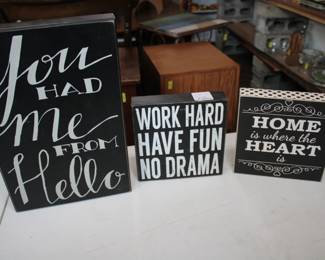 You
HAD
me
FROM
Hello
WORK HARD
HAVE FUN
NO DRAMA
HOME
is where the
HEART
is